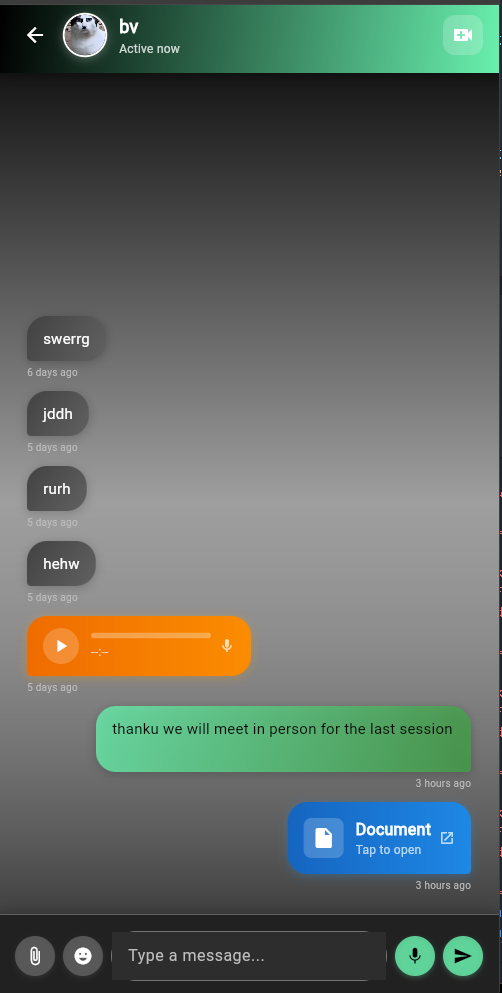 bv
Active now
swerrg
6 days ago
jddh
5 days ago
rurh
5 days ago
hehw
5 days ago
--:--
5 days ago
thanku we will meet in person for the last session
3 hours ago
Document
Tap to open
3 hours ago
Type a message...